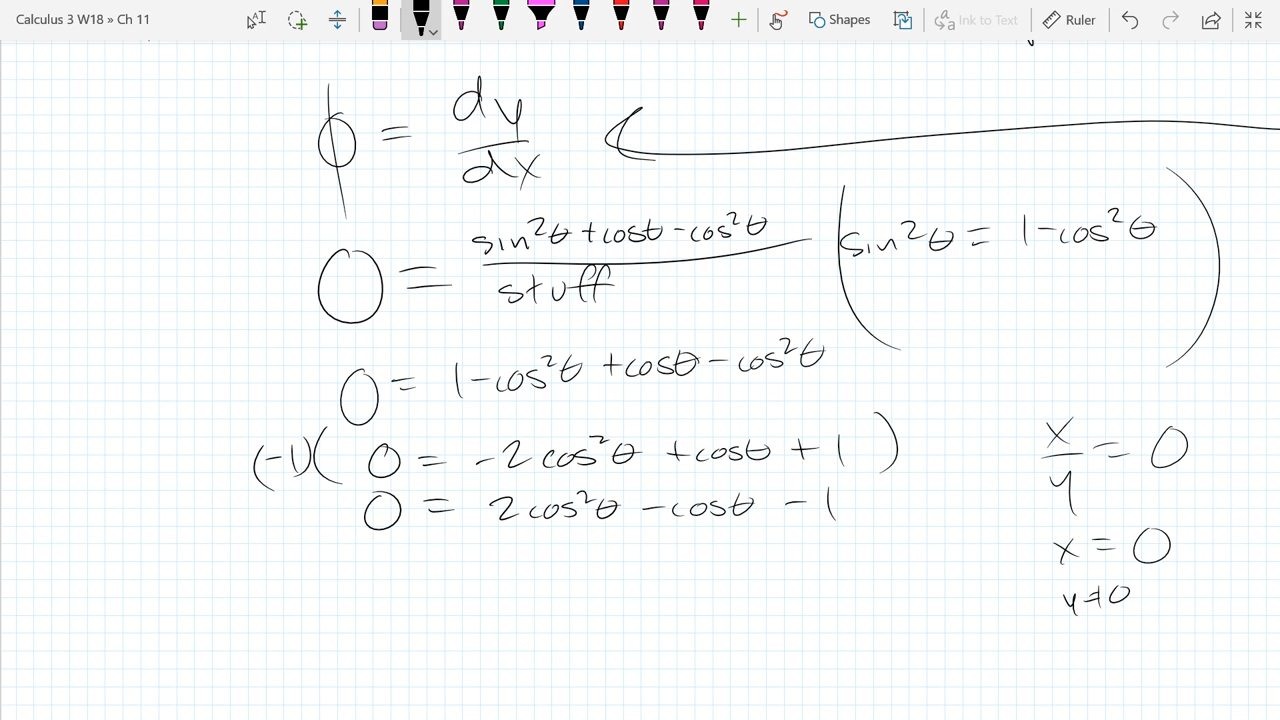 Calculus 3 W18 » Ch 11
Shapes
Ink to Text
Ruler
0 = dy/dx
0 = (sin²θ + cosθ - cos²θ)/stuff
(sin²θ = 1 - cos²θ)
0 = 1 - cos²θ + cosθ - cos²θ
(-1)(0 = -2cos²θ + cosθ + 1)
0 = 2cos²θ - cosθ - 1
x/y = 0
x = 0
y ≠ 0